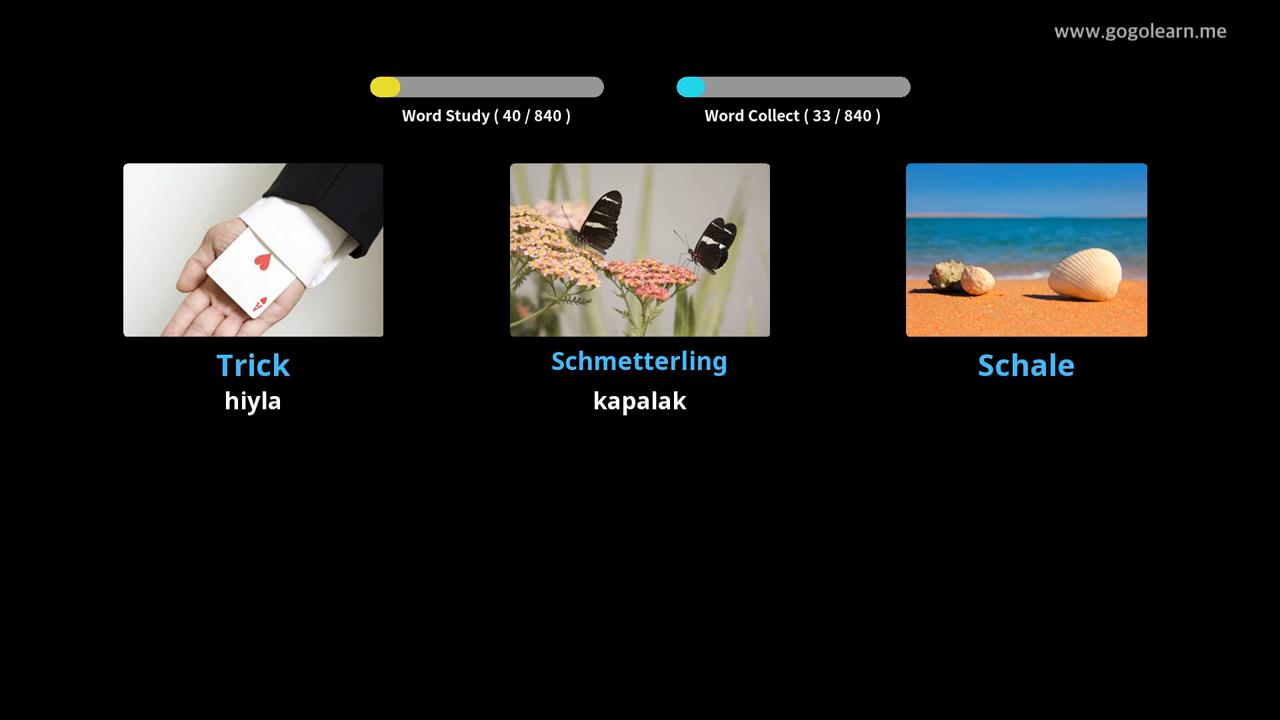 www.gogolearn.me
Word Study ( 40 / 840 )
Word Collect ( 33 / 840 )
Trick
hiyla
Schmetterling
kapalak
Schale